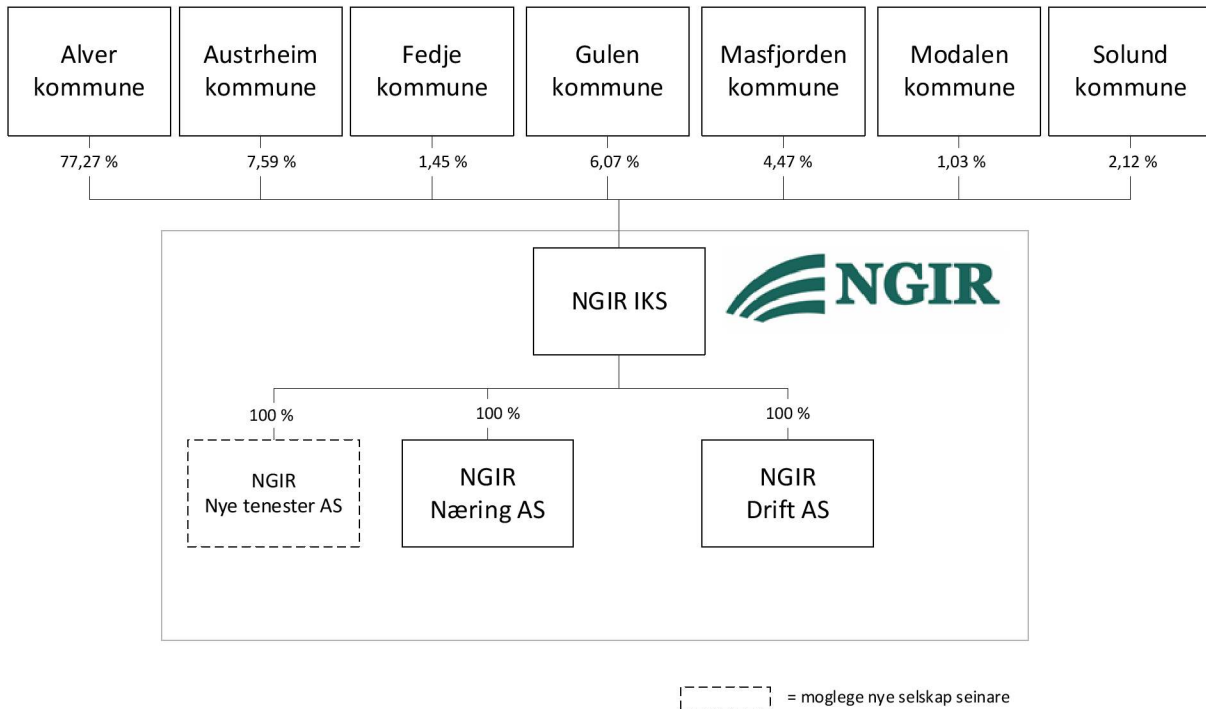 Alver
kommune
Austrheim
kommune
Fedje
kommune
Gulen
kommune
Masfjorden
kommune
Modalen
kommune
Solund
kommune
77,27 %
7,59 %
1,45 %
6,07 %
4,47 %
1,03 %
2,12 %
NGIR IKS
NGIR
100 %
100 %
100 %
NGIR
Nye tenester AS
NGIR
Næring AS
NGIR
Drift AS
= moglege nye selskap seinare